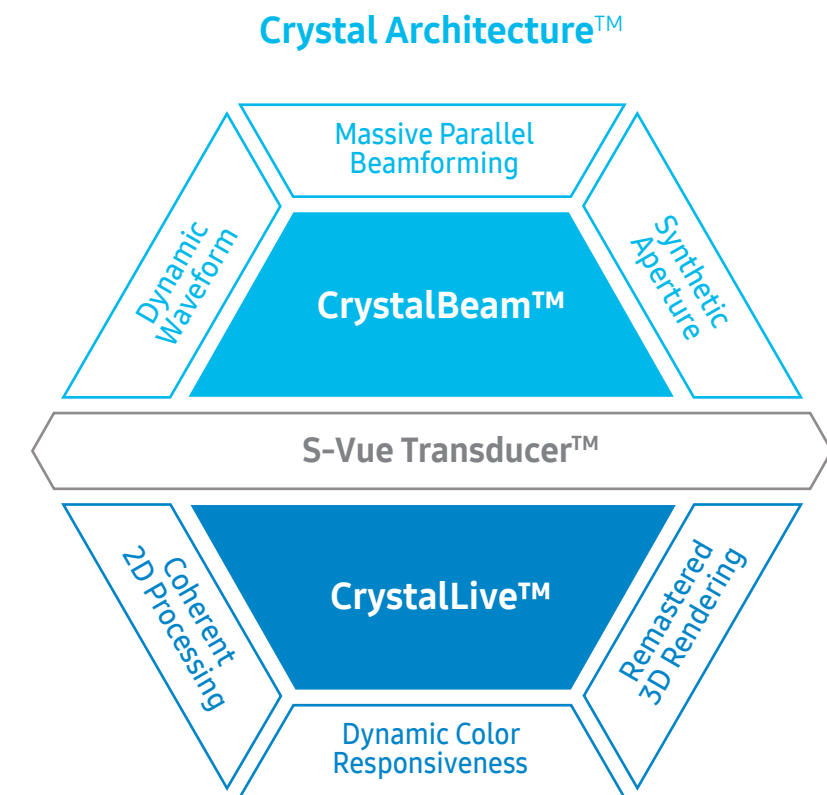 Crystal Architecture™
Massive Parallel
Beamforming
Dynamic
Waveform
Synthetic
Aperture
CrystalBeam™
S-Vue Transducer™
Coherent
2D Processing
CrystalLive™
Remastered
3D Rendering
Dynamic Color
Responsiveness